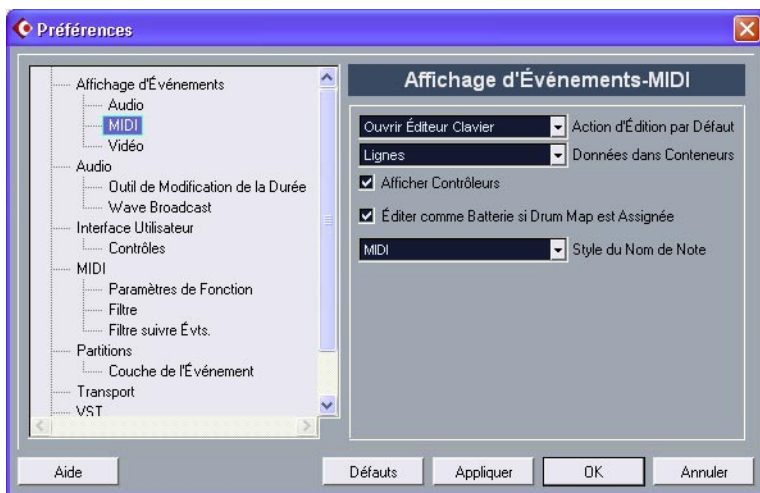 Préférences
Affichage d'Événements
Audio
MIDI
Vidéo
Audio
Outil de Modification de la Durée
Wave Broadcast
Interface Utilisateur
Contrôles
MIDI
Paramètres de Fonction
Filtre
Filtre suivre Évts.
Partitions
Couche de l'Événement
Transport
VST
Affichage d'Événements-MIDI
Ouvrir Éditeur Clavier Action d'Édition par Défaut
Lignes Données dans Conteneurs
Afficher Contrôleurs
Éditer comme Batterie si Drum Map est Assignée
MIDI Style du Nom de Note
Aide Défauts Appliquer OK Annuler